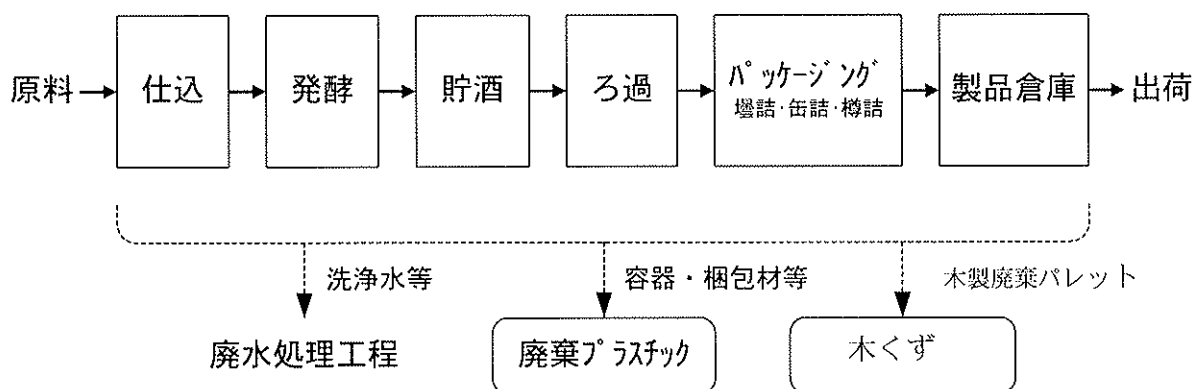 原料
仕込
発酵
貯酒
ろ過
パッケージング
壜詰・缶詰・樽詰
製品倉庫
出荷
洗浄水等
容器・梱包材等
木製廃棄パレット
廃水処理工程
廃棄プラスチック
木くず